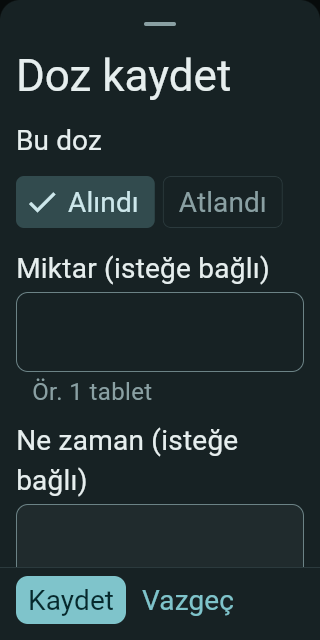 Doz kaydet
Bu doz
Alındı
Atlandı
Miktar (isteğe bağlı)
Ör. 1 tablet
Ne zaman (isteğe
bağlı)
Kaydet
Vazgeç